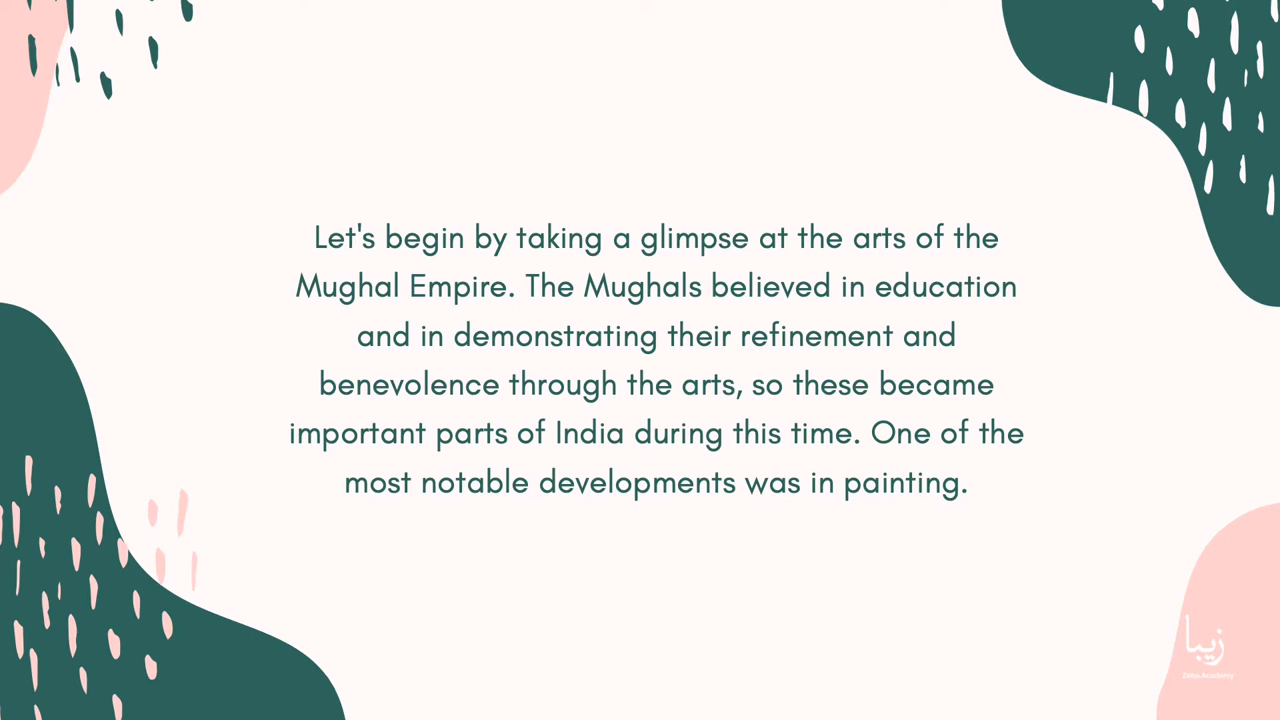 Let's begin by taking a glimpse at the arts of the
Mughal Empire. The Mughals believed in education
and in demonstrating their refinement and
benevolence through the arts, so these became
important parts of India during this time. One of the
most notable developments was in painting.
زیبا
Zeba Academy